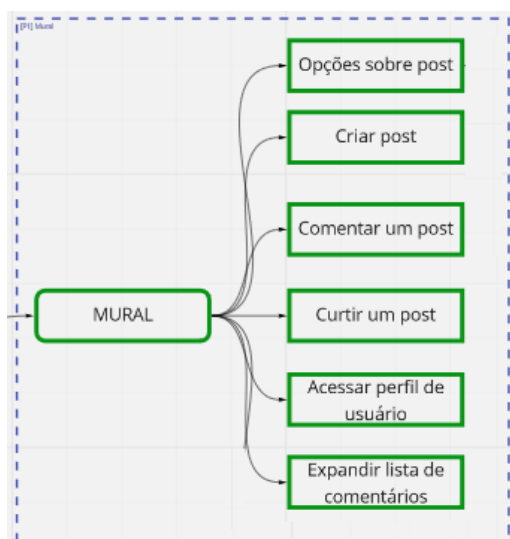 [P1] Mural
Opções sobre post
Criar post
Comentar um post
MURAL
Curtir um post
Acessar perfil de
usuário
Expandir lista de
comentários